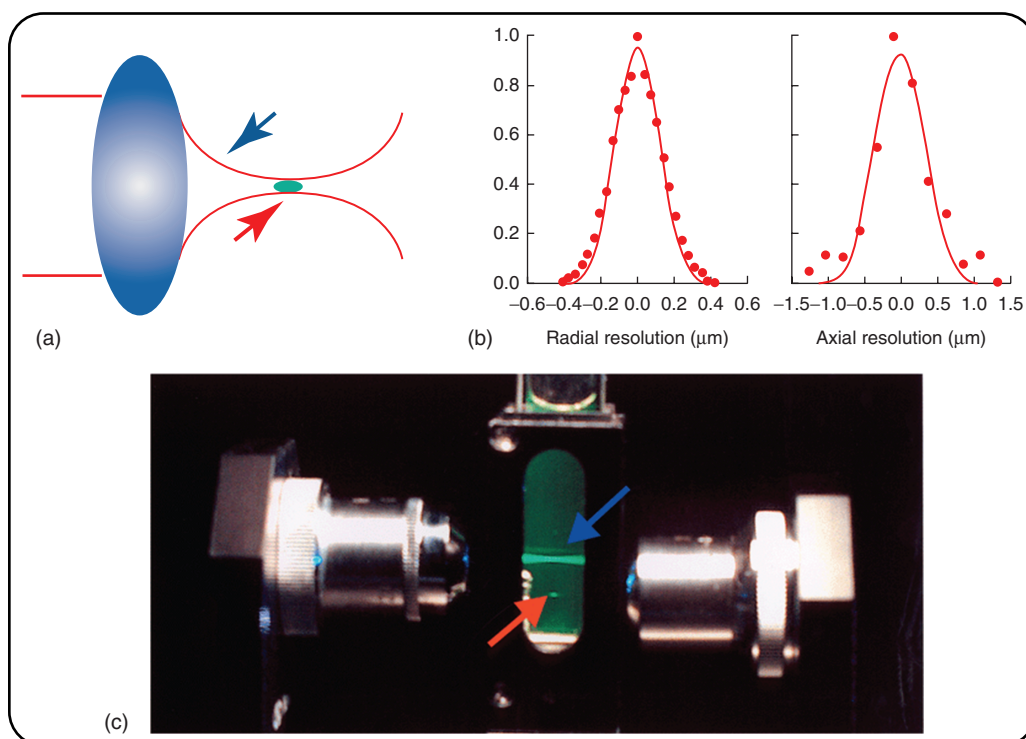 (a)
(b)
1.0
0.8
0.6
0.4
0.2
0.0
−0.6 −0.4 −0.2 0.0 0.2 0.4 0.6
Radial resolution (μm)
−1.5 −1.0 −0.5 0.0 0.5 1.0 1.5
Axial resolution (μm)
(c)